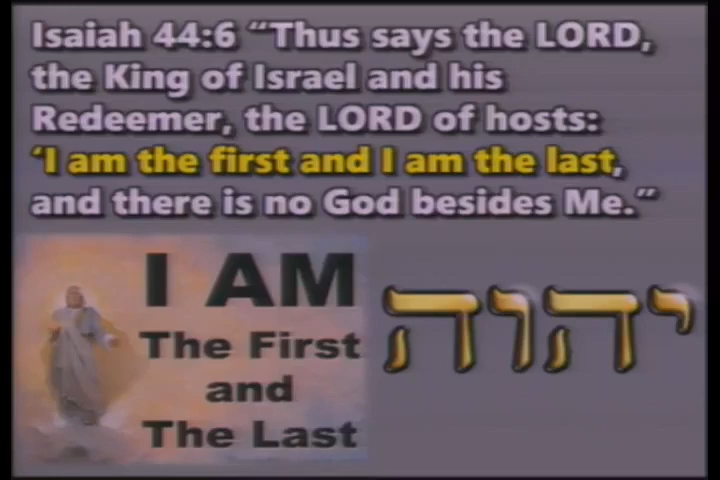 Isaiah 44:6 “Thus says the LORD,
the King of Israel and his
Redeemer, the LORD of hosts:
‘I am the first and I am the last,
and there is no God besides Me.”
I AM
The First
and
The Last
יהוה